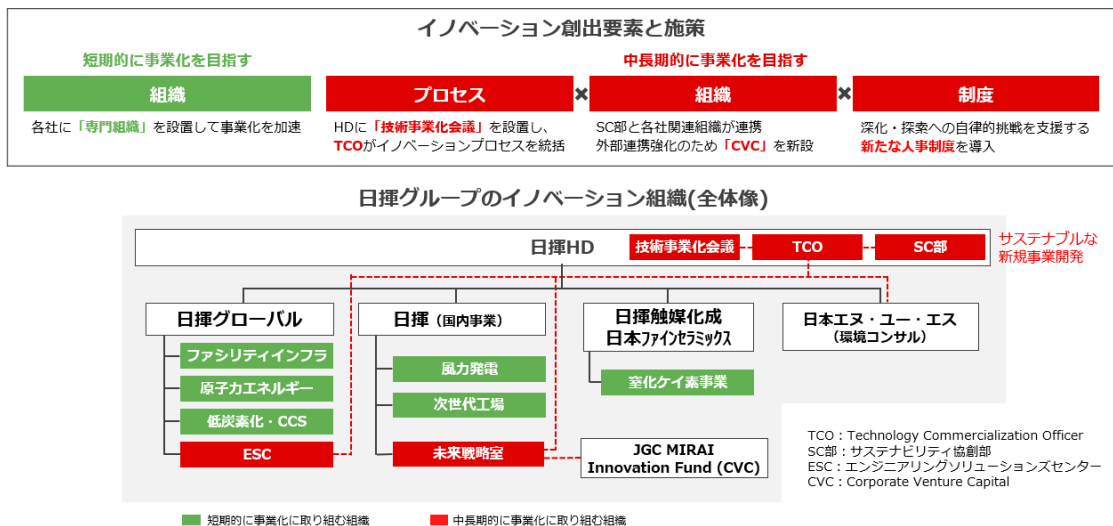 イノベーション創出要素と施策
短期的に事業化を目指す
中長期的に事業化を目指す
組織
プロセス
×
組織
×
制度
各社に「専門組織」を設置して事業化を加速
HDに「技術事業化会議」を設置し、
TCOがイノベーションプロセスを統括
SC部と各社関連組織が連携
外部連携強化のため「CVC」を新設
深化・探索への自律的挑戦を支援する
新たな人事制度を導入
日揮グループのイノベーション組織(全体像)
日揮HD
技術事業化会議
TCO
SC部
サステナブルな
新規事業開発
日揮グローバル
ファシリティインフラ
原子力エネルギー
低炭素化・CCS
ESC
日揮（国内事業）
風力発電
次世代工場
未来戦略室
日揮触媒化成
日本ファインセラミックス
窒化ケイ素事業
JGC MIRAI
Innovation Fund (CVC)
日本エヌ・ユー・エス
（環境コンサル）
TCO：Technology Commercialization Officer
SC部：サステナビリティ協創部
ESC：エンジニアリングソリューションズセンター
CVC：Corporate Venture Capital
短期的に事業化に取り組む組織
中長期的に事業化に取り組む組織